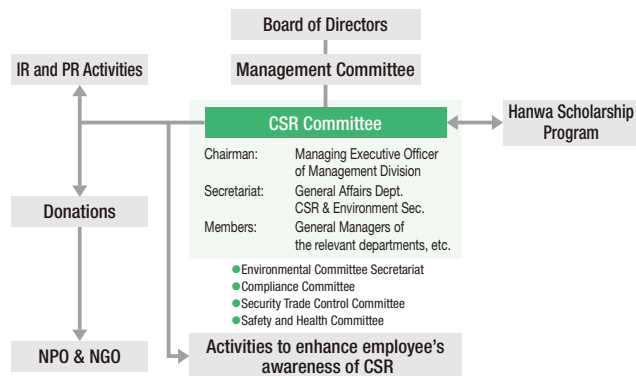 Board of Directors
IR and PR Activities
Management Committee
CSR Committee
Hanwa Scholarship
Program
Chairman: Managing Executive Officer
of Management Division
Secretariat: General Affairs Dept.
CSR & Environment Sec.
Members: General Managers of
the relevant departments, etc.
Donations
●Environmental Committee Secretariat
●Compliance Committee
●Security Trade Control Committee
●Safety and Health Committee
NPO & NGO
Activities to enhance employee's
awareness of CSR